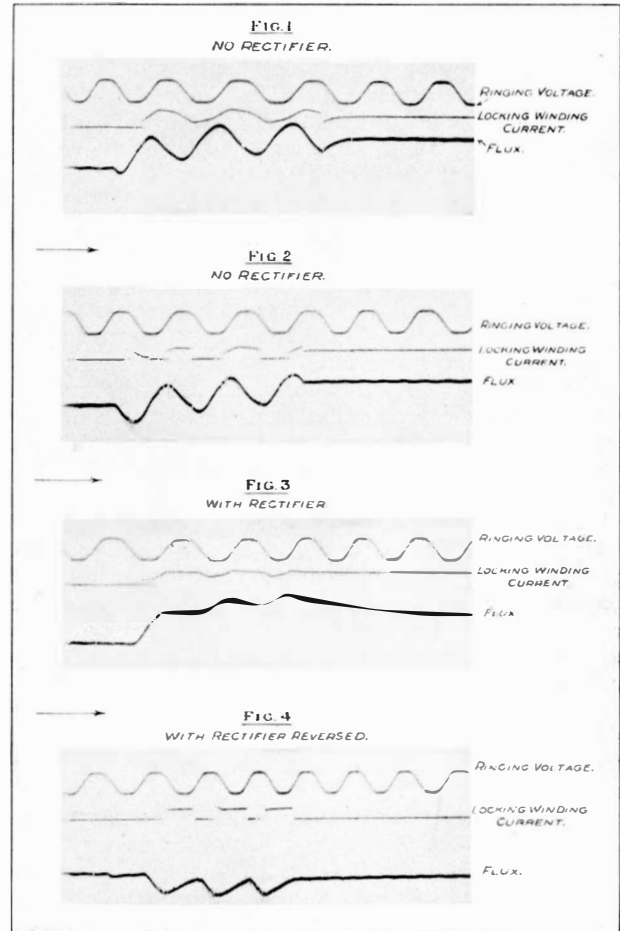 FIG.1
NO RECTIFIER.
RINGING VOLTAGE.
LOCKING WINDING
CURRENT.
FLUX.
FIG.2
NO RECTIFIER.
RINGING VOLTAGE.
LOCKING WINDING
CURRENT.
FLUX
FIG.3
WITH RECTIFIER
RINGING VOLTAGE.
LOCKING WINDING
CURRENT
FLUX
FIG.4
WITH RECTIFIER REVERSED.
RINGING VOLTAGE.
LOCKING WINDING
CURRENT.
FLUX.